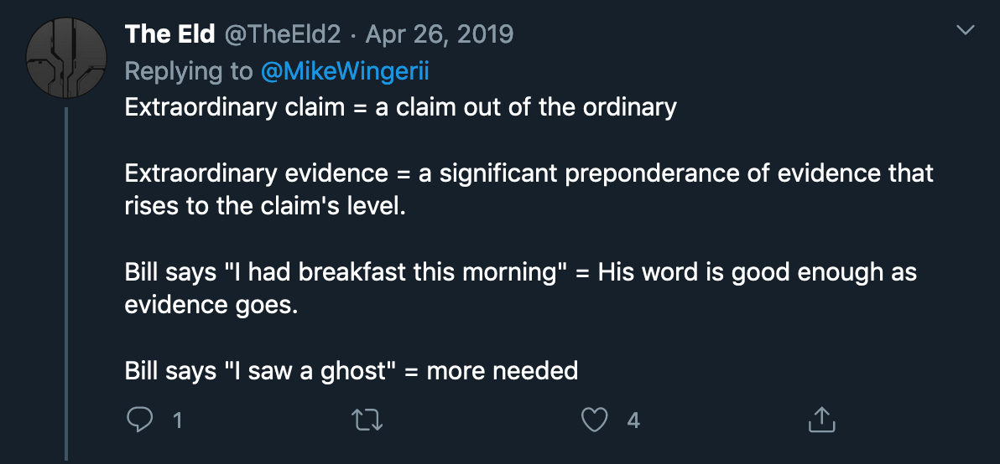 The Eld @TheEld2 · Apr 26, 2019
Replying to @MikeWingerii
Extraordinary claim = a claim out of the ordinary
Extraordinary evidence = a significant preponderance of evidence that
rises to the claim's level.
Bill says "I had breakfast this morning" = His word is good enough as
evidence goes.
Bill says "I saw a ghost" = more needed
1 4